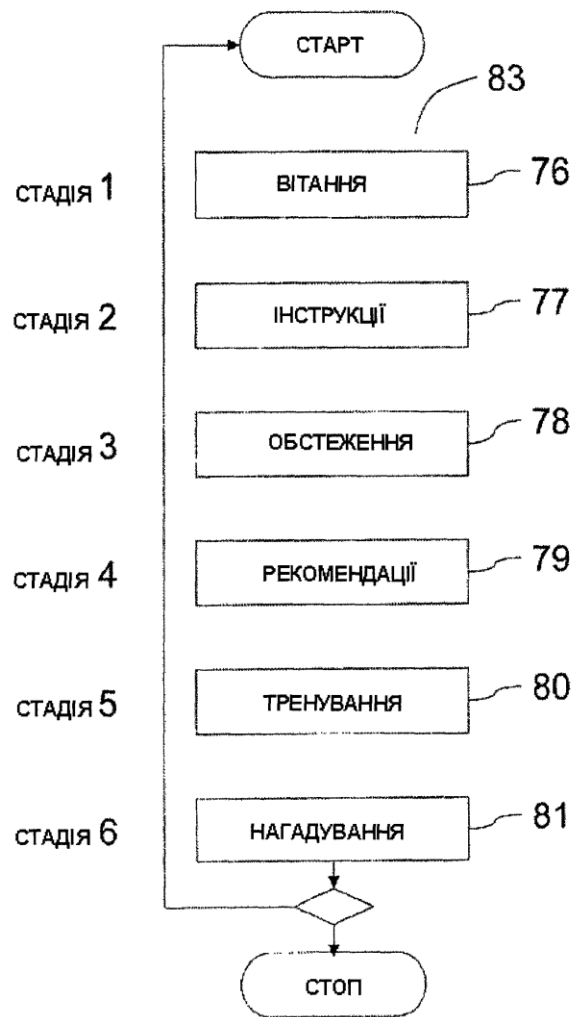 СТАРТ
83
СТАДІЯ 1
ВІТАННЯ
76
СТАДІЯ 2
ІНСТРУКЦІЇ
77
СТАДІЯ 3
ОБСТЕЖЕННЯ
78
СТАДІЯ 4
РЕКОМЕНДАЦІЇ
79
СТАДІЯ 5
ТРЕНУВАННЯ
80
СТАДІЯ 6
НАГАДУВАННЯ
81
СТОП